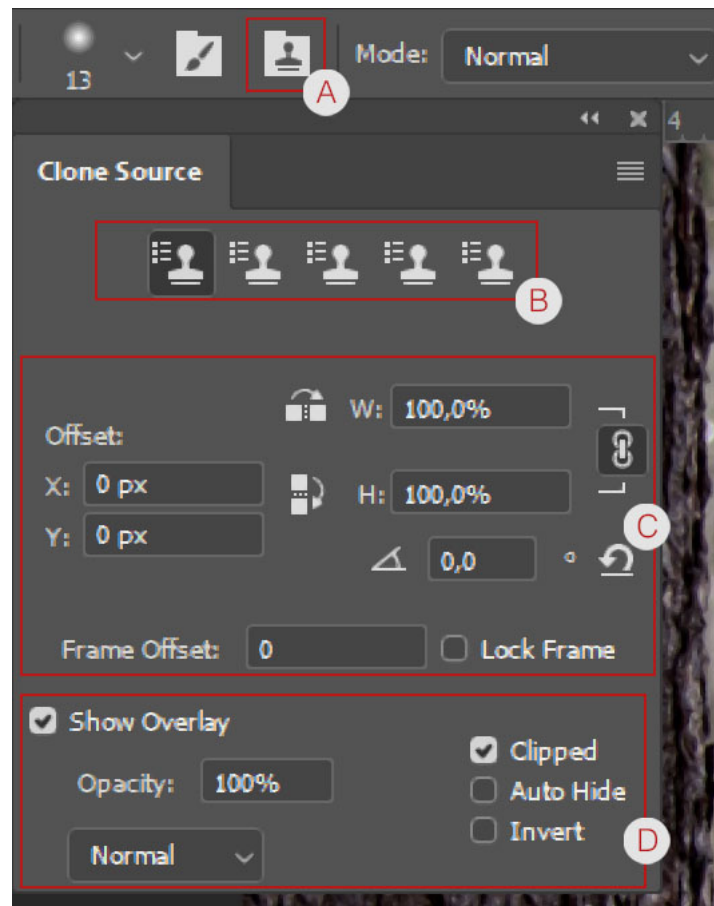 13
A
Mode: Normal
4
Clone Source
B
W: 100,0%
Offset:
X: 0 px
H: 100,0%
Y: 0 px
C
0,0 °
Frame Offset: 0
Lock Frame
Show Overlay
Clipped
Opacity: 100%
Auto Hide
Invert
D
Normal